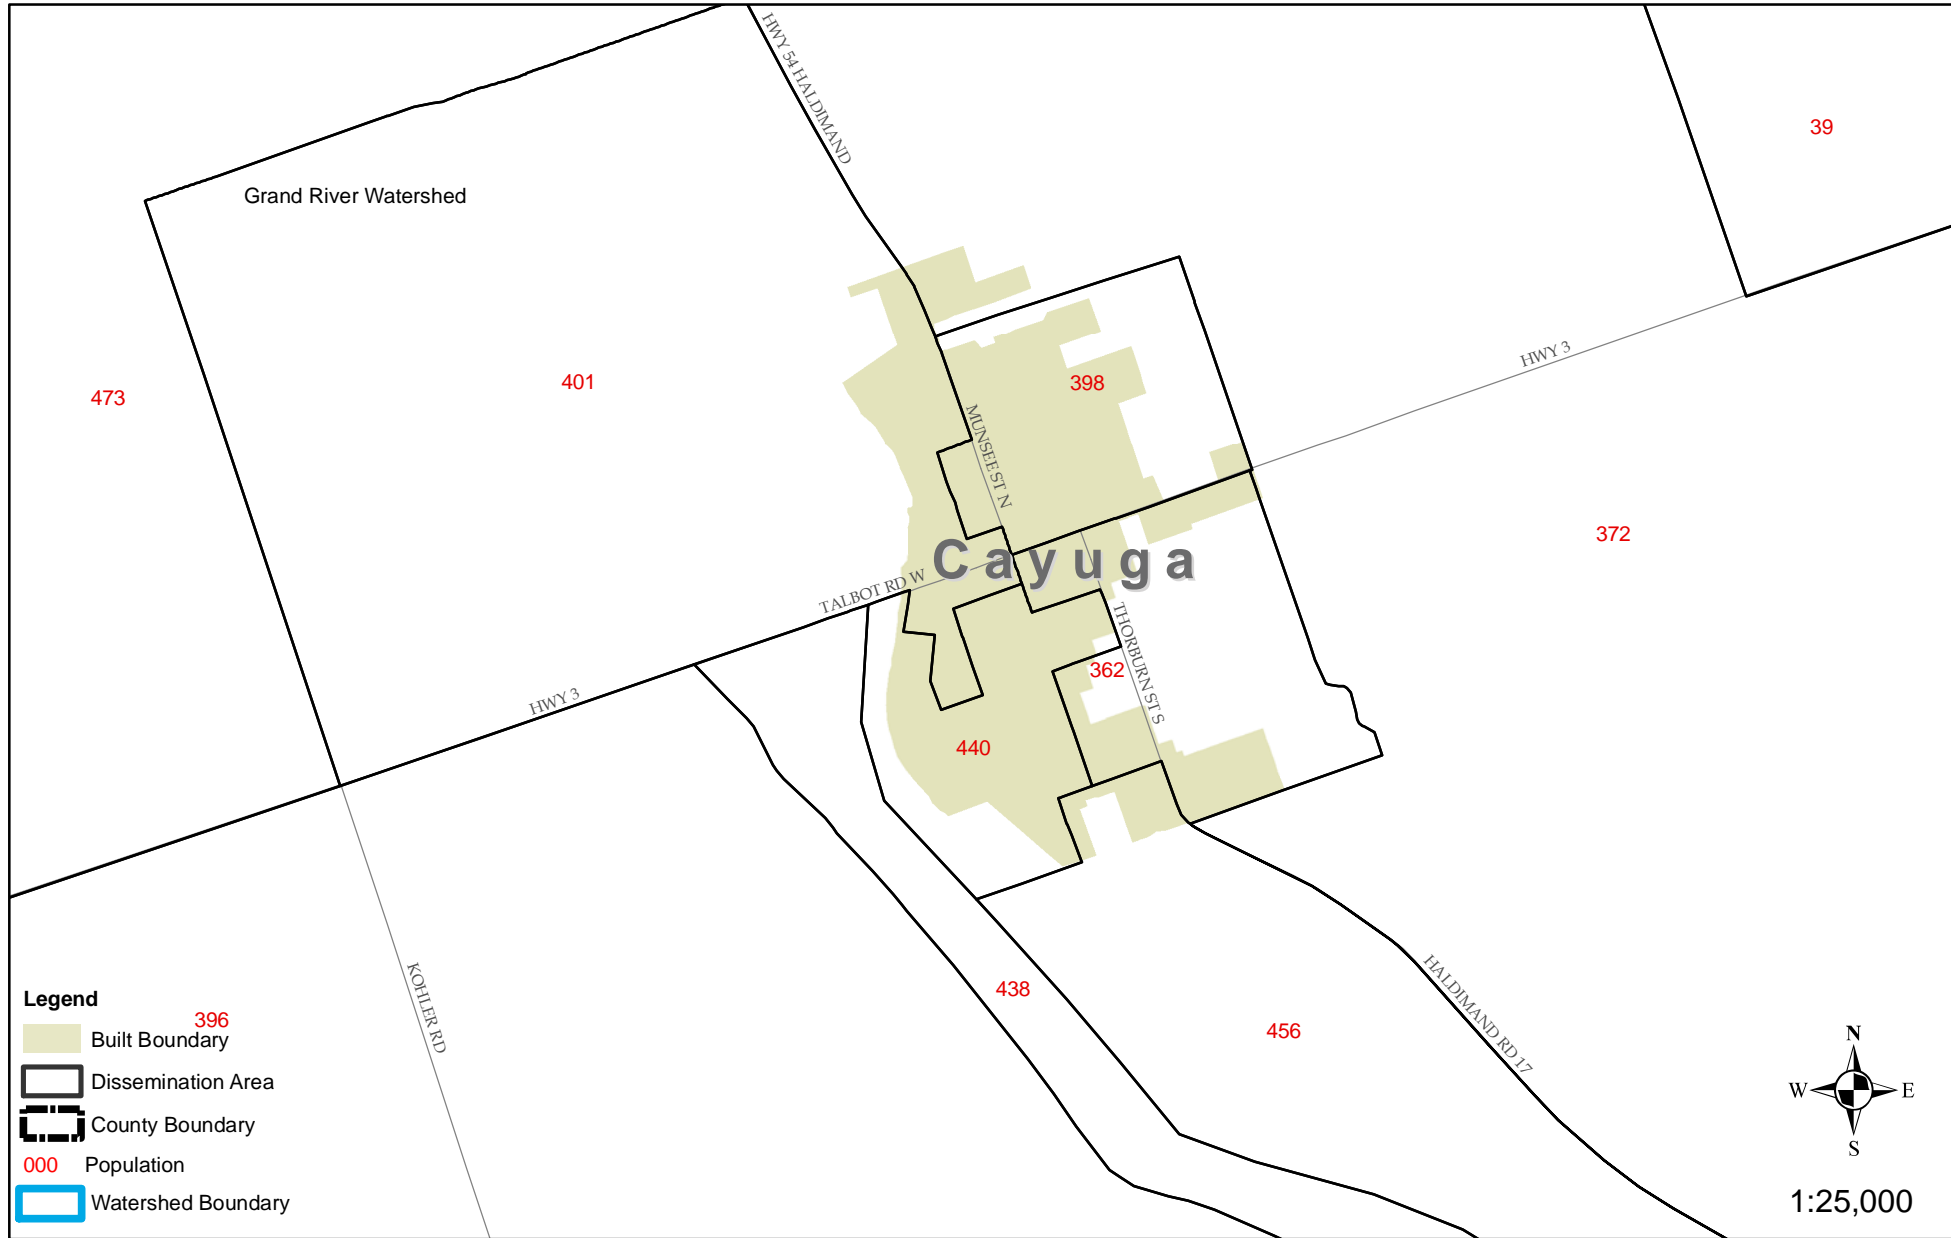 HWY 54 HALDIMAND
39
Grand River Watershed
HWY 3
473
401
398
MUNSEE ST N
372
Cayuga
TALBOT RD W
THORBURN ST S
362
HWY 3
440
438
456
HALDIMAND RD 17
KOHLER RD
396
Legend
Built Boundary
Dissemination Area
County Boundary
000 Population
Watershed Boundary
N
W E
S
1:25,000